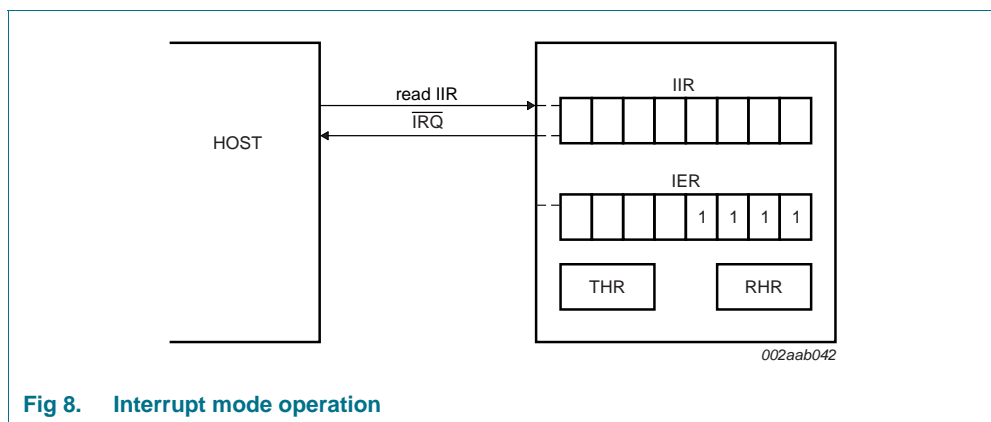 IIR
read IIR
IRQ
HOST
IER
1 1 1 1
THR RHR
002aab042
Fig 8. Interrupt mode operation